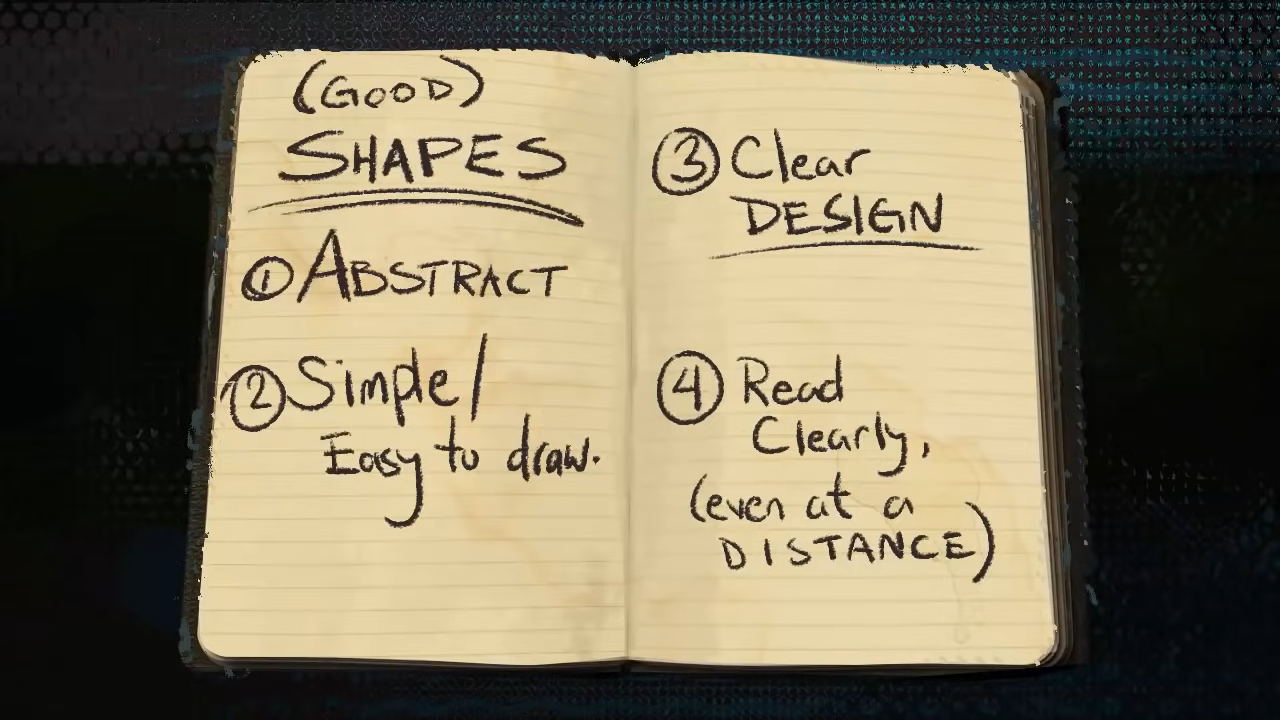 (GOOD)
SHAPES
① ABSTRACT
② Simple/
Easy to draw.
③ Clear
DESIGN
④ Read
Clearly,
(even at a
DISTANCE)